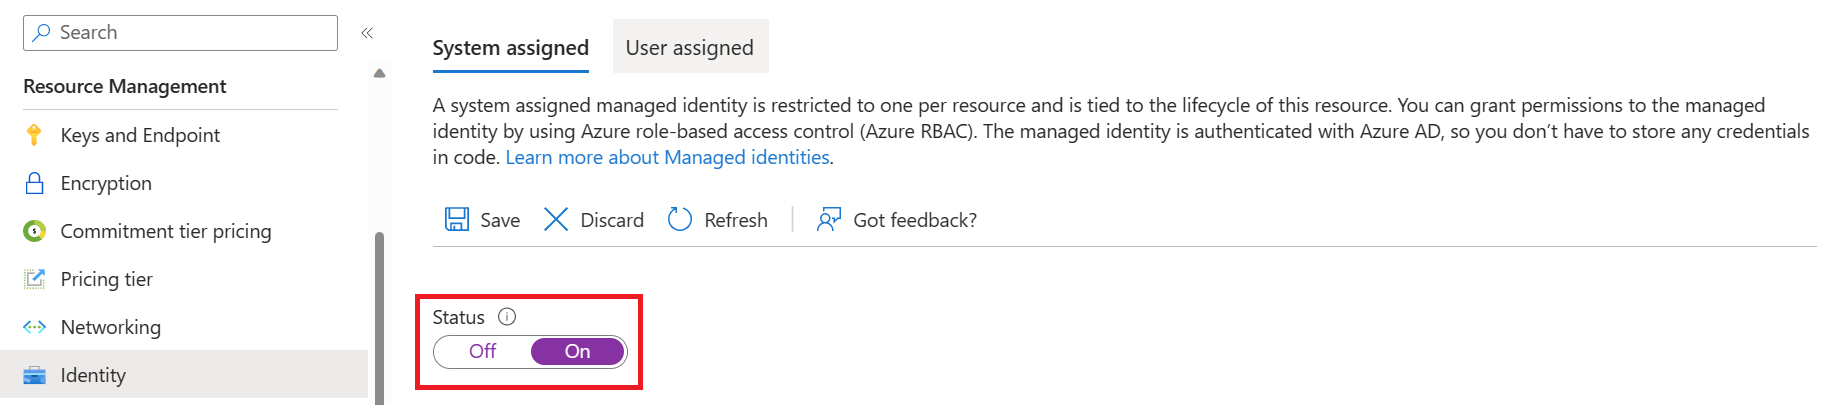 Search
Resource Management
Keys and Endpoint
Encryption
Commitment tier pricing
Pricing tier
Networking
Identity
System assigned
User assigned
A system assigned managed identity is restricted to one per resource and is tied to the lifecycle of this resource. You can grant permissions to the managed
identity by using Azure role-based access control (Azure RBAC). The managed identity is authenticated with Azure AD, so you don’t have to store any credentials
in code. Learn more about Managed identities.
Save Discard Refresh Got feedback?
Status
Off On